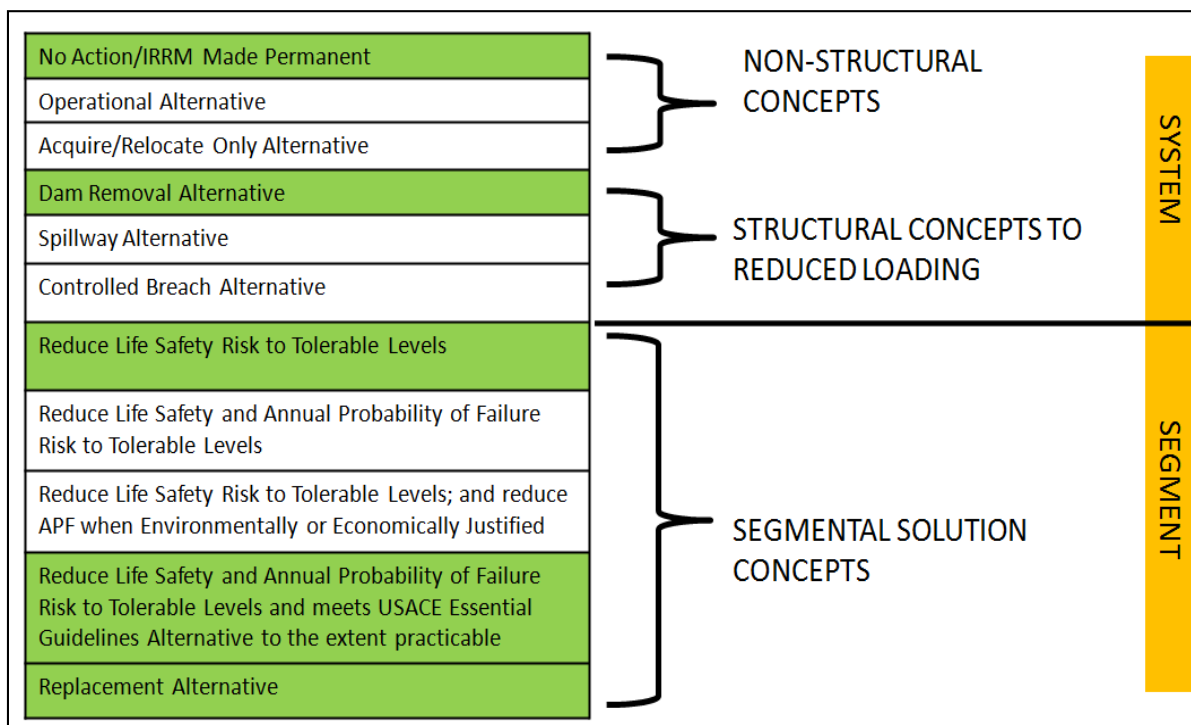 No Action/IRRM Made Permanent
Operational Alternative
Acquire/Relocate Only Alternative
Dam Removal Alternative
Spillway Alternative
Controlled Breach Alternative
Reduce Life Safety Risk to Tolerable Levels
Reduce Life Safety and Annual Probability of Failure
Risk to Tolerable Levels
Reduce Life Safety Risk to Tolerable Levels; and reduce
APF when Environmentally or Economically Justified
Reduce Life Safety and Annual Probability of Failure
Risk to Tolerable Levels and meets USACE Essential
Guidelines Alternative to the extent practicable
Replacement Alternative
NON-STRUCTURAL
CONCEPTS
STRUCTURAL CONCEPTS TO
REDUCED LOADING
SEGMENTAL SOLUTION
CONCEPTS
SYSTEM
SEGMENT